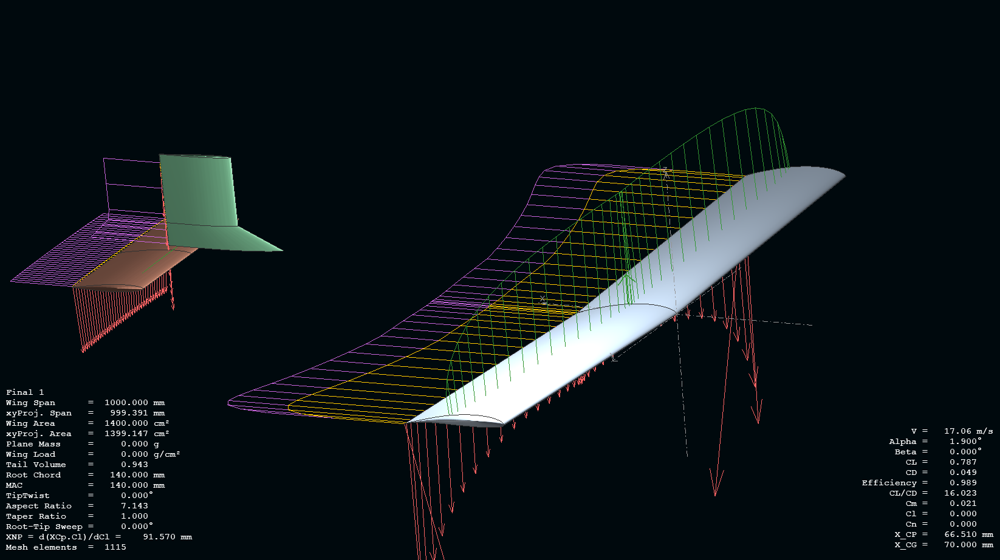 Z
X
Y
Final 1
Wing Span = 1000.000 mm
xyProj. Span = 999.391 mm
Wing Area = 1400.000 cm²
xyProj. Area = 1399.147 cm²
Plane Mass = 0.000 g
Wing Load = 0.000 g/cm²
Tail Volume = 0.943
Root Chord = 140.000 mm
MAC = 140.000 mm
TipTwist = 0.000°
Aspect Ratio = 7.143
Taper Ratio = 1.000
Root-Tip Sweep = 0.000°
XNP = d(XCp.Cl)/dCl = 91.570 mm
Mesh elements = 1115
V = 17.06 m/s
Alpha = 1.900°
Beta = 0.000°
CL = 0.787
CD = 0.049
Efficiency = 0.989
CL/CD = 16.023
Cm = 0.021
Cl = 0.000
Cn = 0.000
X_CP = 66.510 mm
X_CG = 70.000 mm